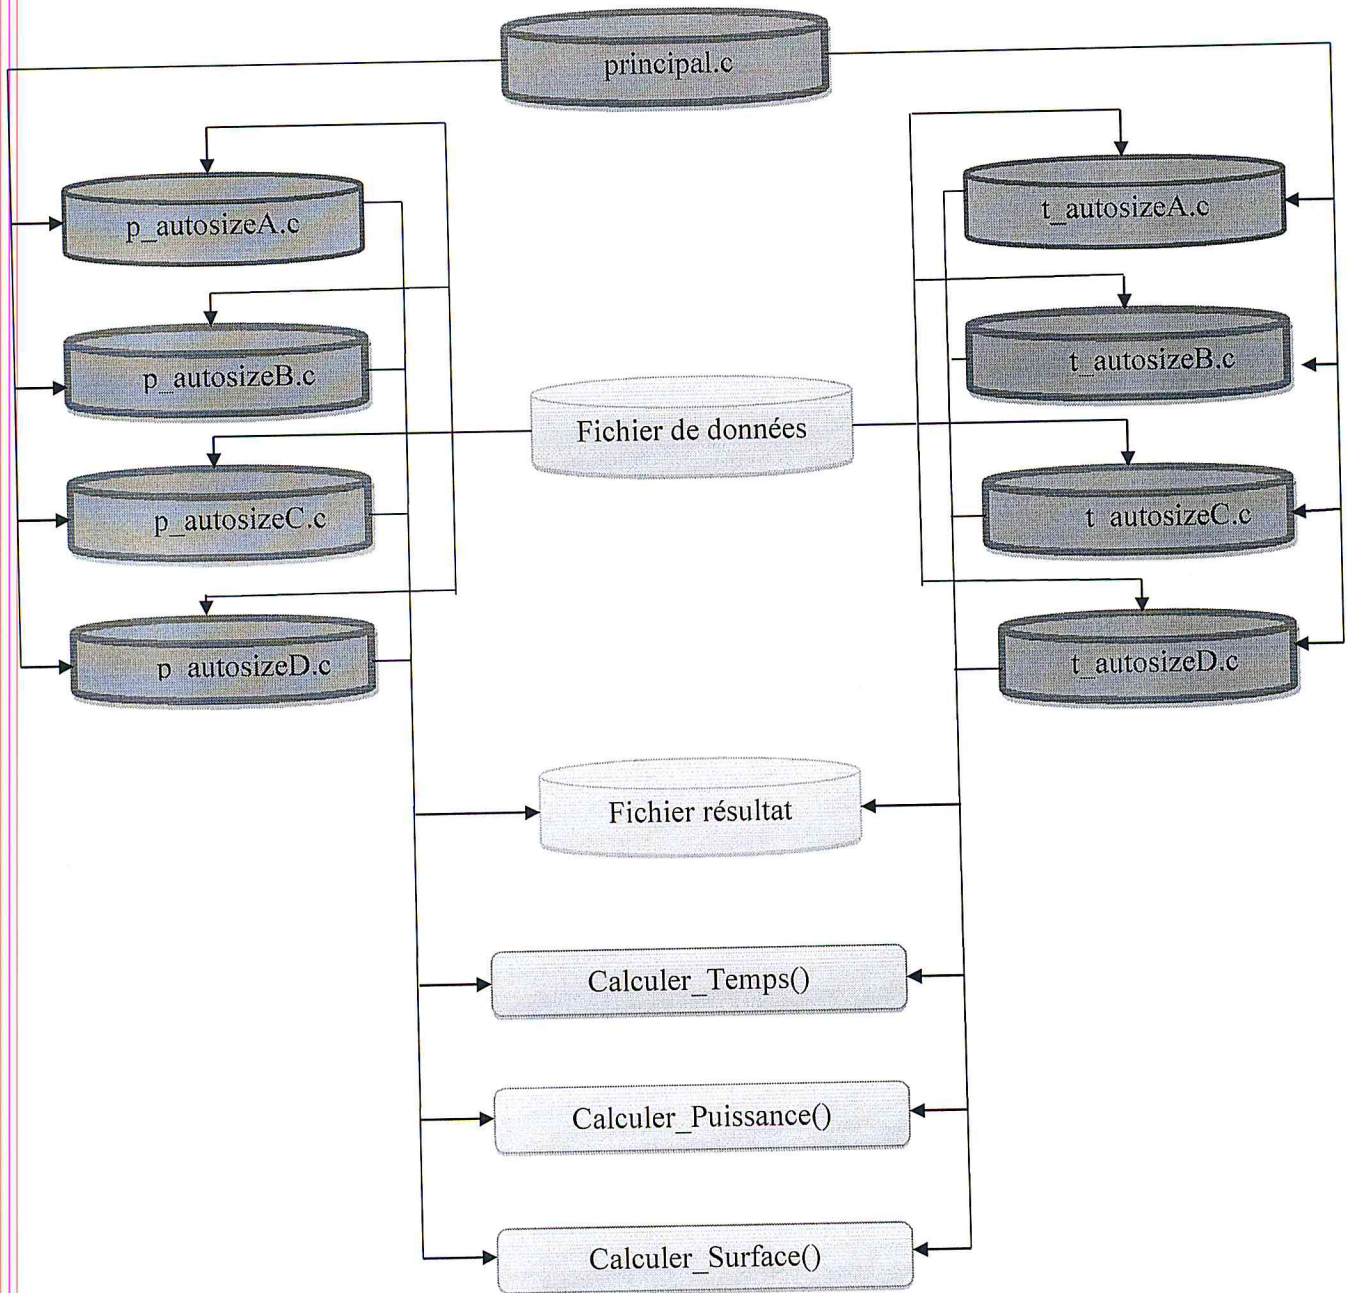 principal.c
p_autosizeA.c
t_autosizeA.c
p_autosizeB.c
t_autosizeB.c
Fichier de données
p_autosizeC.c
t_autosizeC.c
p_autosizeD.c
t_autosizeD.c
Fichier résultat
Calculer_Temps()
Calculer_Puissance()
Calculer_Surface()